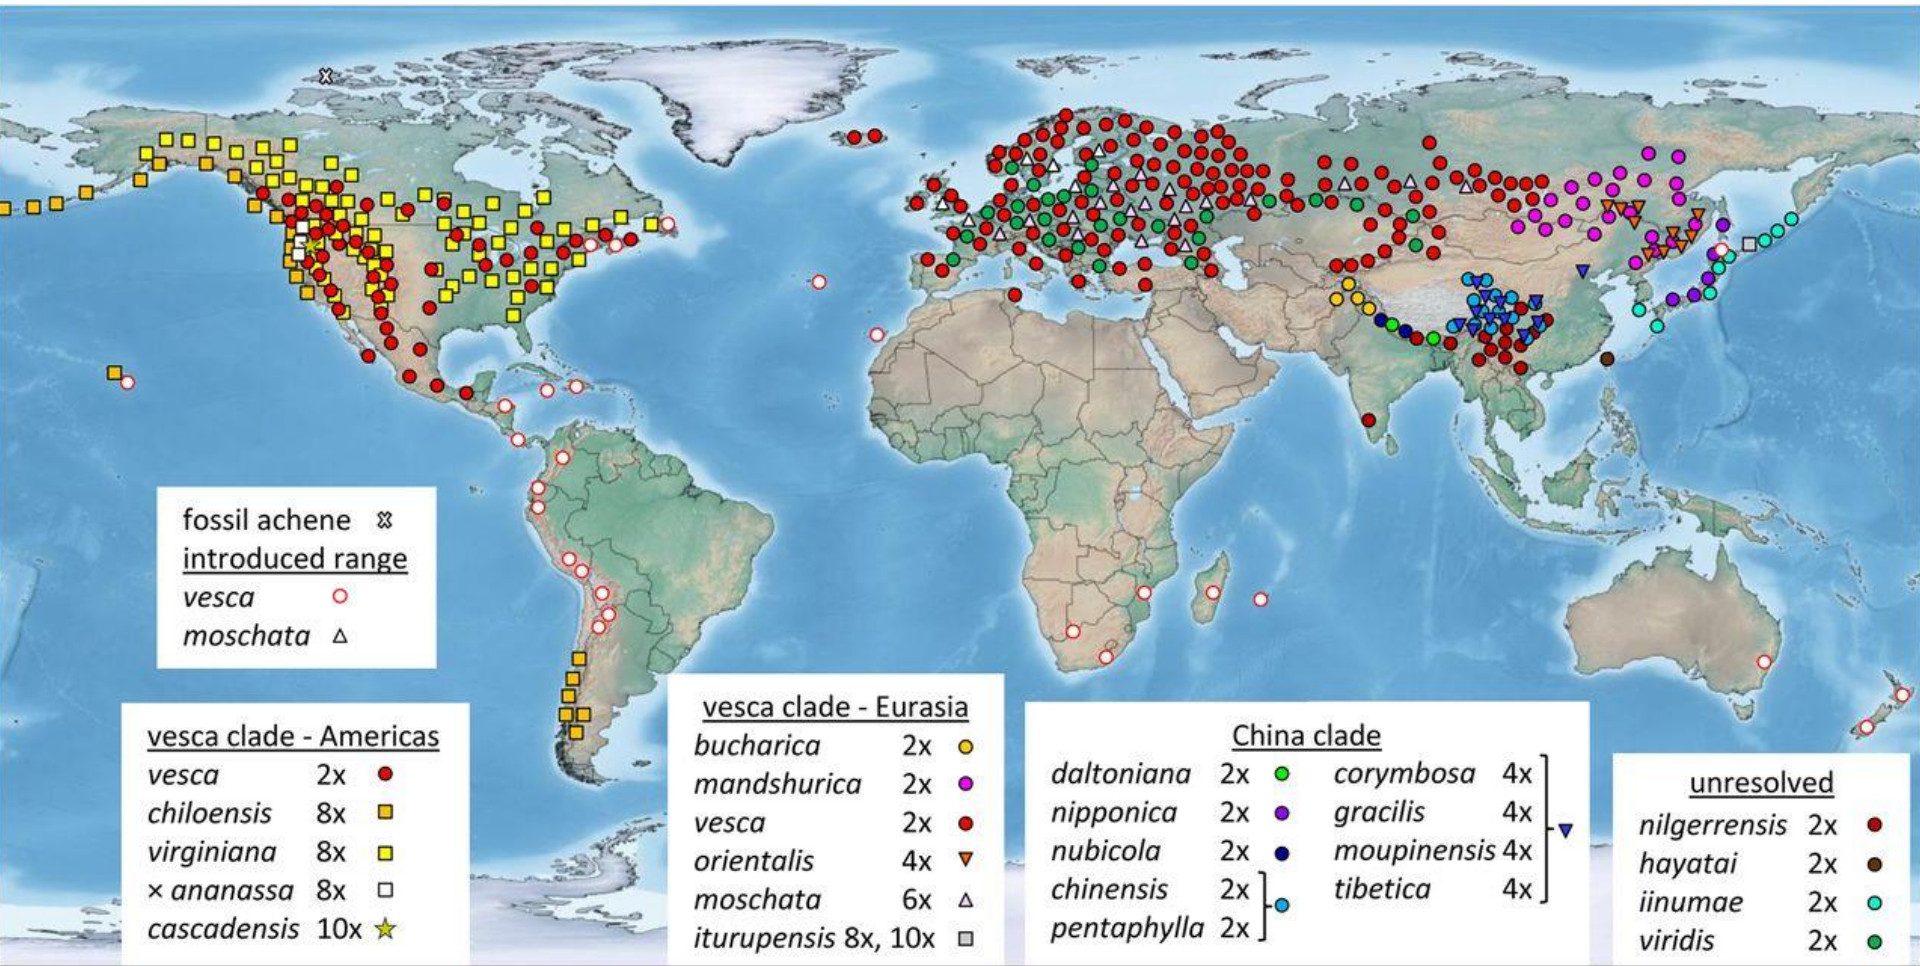 fossil achene
introduced range
vesca
moschata
vesca clade - Americas
vesca 2x
chiloensis 8x
virginiana 8x
× ananassa 8x
cascadensis 10x
vesca clade - Eurasia
bucharica 2x
mandshurica 2x
vesca 2x
orientalis 4x
moschata 6x
iturupensis 8x, 10x
China clade
daltoniana 2x
nipponica 2x
nubicola 2x
chinensis 2x
pentaphylla 2x
corymbosa 4x
gracilis 4x
moupinensis 4x
tibetica 4x
unresolved
nilgerrensis 2x
hayatai 2x
iinumae 2x
viridis 2x